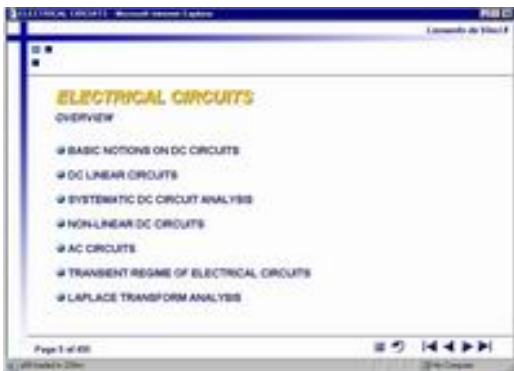 ELECTRICAL CIRCUITS - Microsoft Internet Explorer
Leonardo da Vinci
ELECTRICAL CIRCUITS
OVERVIEW
BASIC NOTIONS ON DC CIRCUITS
DC LINEAR CIRCUITS
SYSTEMATIC DC CIRCUIT ANALYSIS
NON-LINEAR DC CIRCUITS
AC CIRCUITS
TRANSIENT REGIME OF ELECTRICAL CIRCUITS
LAPLACE TRANSFORM ANALYSIS
Page 5 of
My Computer